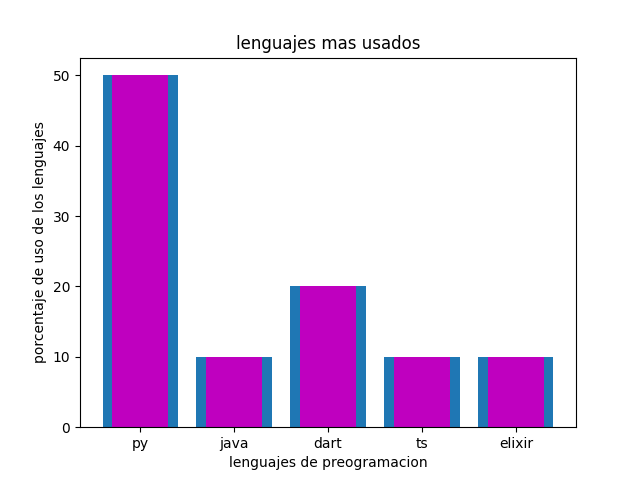 lenguajes mas usados
porcentaje de uso de los lenguajes
50
40
30
20
10
0
py java dart ts elixir
lenguajes de preogramacion